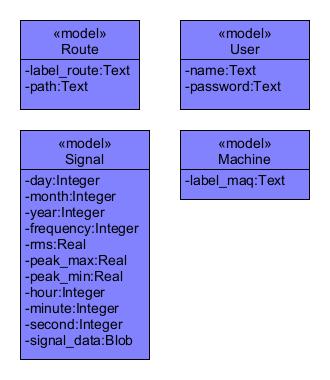 «model»
Route
-label_route:Text
-path:Text
«model»
User
-name:Text
-password:Text
«model»
Signal
-day:Integer
-month:Integer
-year:Integer
-frequency:Integer
-rms:Real
-peak_max:Real
-peak_min:Real
-hour:Integer
-minute:Integer
-second:Integer
-signal_data:Blob
«model»
Machine
-label_maq:Text